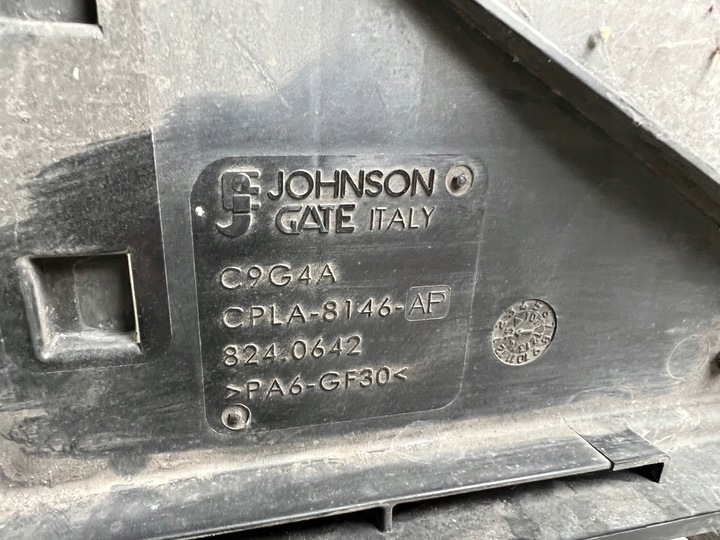 JOHNSON
GATE ITALY
C9G4A
CPLA-8146-AF
824.0642
>PA6-GF30<